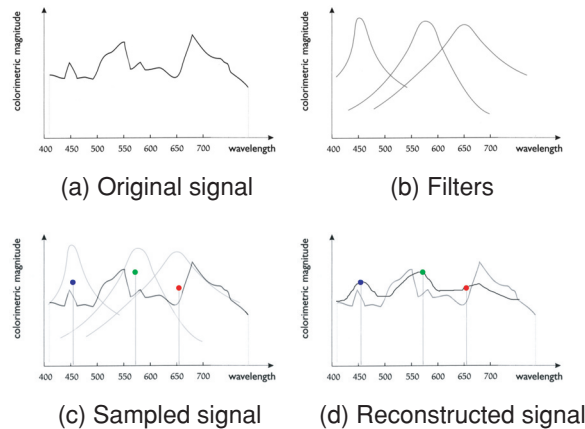 colorimetric magnitude
400 450 500 550 600 650 700 wavelength
(a) Original signal
colorimetric magnitude
400 450 500 550 600 650 700 wavelength
(b) Filters
colorimetric magnitude
400 450 500 550 600 650 700 wavelength
(c) Sampled signal
colorimetric magnitude
400 450 500 550 600 650 700 wavelength
(d) Reconstructed signal